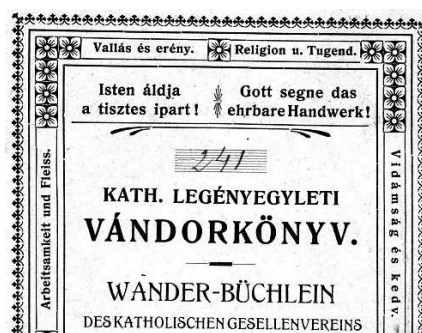 Vallás és erény. Religion u. Tugend.
Isten áldja Gott segne das
a tisztes ipart! ehrbare Handwerk!
241
Arbeitsamkeit und Fleiss.
Vidámság és kedv.
KATH. LEGÉNYEGYLETI
VÁNDORKÖNYV.
WANDER-BÜCHLEIN
DES KATHOLISCHEN GESELLENVEREINS